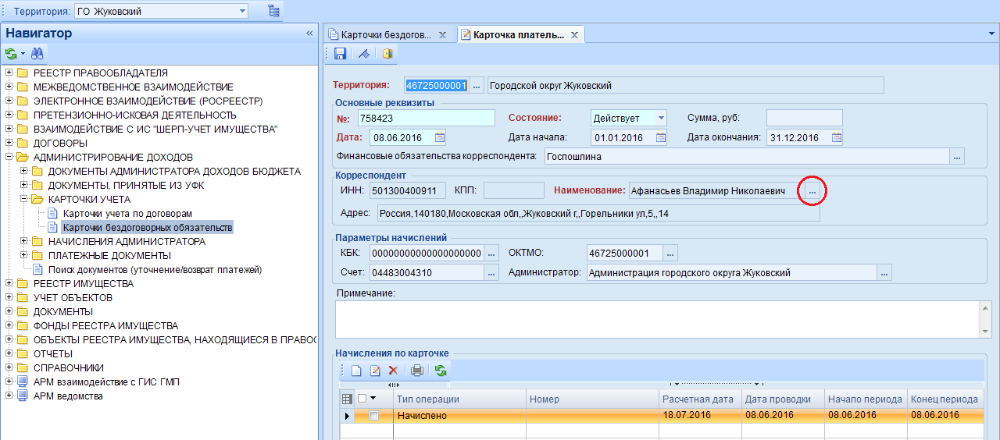 Территория: ГО Жуковский
Навигатор «
РЕЕСТР ПРАВООБЛАДАТЕЛЯ
МЕЖВЕДОМСТВЕННОЕ ВЗАИМОДЕЙСТВИЕ
ЭЛЕКТРОННОЕ ВЗАИМОДЕЙСТВИЕ (РОСРЕЕСТР)
ПРЕТЕНЗИОННО-ИСКОВАЯ ДЕЯТЕЛЬНОСТЬ
ВЗАИМОДЕЙСТВИЕ С ИС "ШЕРП-УЧЕТ ИМУЩЕСТВА"
ДОГОВОРЫ
АДМИНИСТРИРОВАНИЕ ДОХОДОВ
ДОКУМЕНТЫ АДМИНИСТРАТОРА ДОХОДОВ БЮДЖЕТА
ДОКУМЕНТЫ, ПРИНЯТЫЕ ИЗ УФК
КАРТОЧКИ УЧЕТА
Карточки учета по договорам
Карточки бездоговорных обязательств
НАЧИСЛЕНИЯ АДМИНИСТРАТОРА
ПЛАТЕЖНЫЕ ДОКУМЕНТЫ
Поиск документов (уточнение/возврат платежей)
РЕЕСТР ИМУЩЕСТВА
УЧЕТ ОБЪЕКТОВ
ДОКУМЕНТЫ
ФОНДЫ РЕЕСТРА ИМУЩЕСТВА
ОБЪЕКТЫ РЕЕСТРА ИМУЩЕСТВА, НАХОДЯЩИЕСЯ В ПРАВОС
ОТЧЕТЫ
СПРАВОЧНИКИ
АРМ взаимодействие с ГИС ГМП
АРМ ведомства
Карточки бездогов... Карточка платель...
Территория: 46725000001 ... Городской округ Жуковский
Основные реквизиты
№: 758423 Состояние: Действует Сумма, руб:
Дата: 08.06.2016 Дата начала: 01.01.2016 Дата окончания: 31.12.2016
Финансовые обязательства корреспондента: Госпошлина ...
Корреспондент
ИНН: 501300400911 КПП: Наименование: Афанасьев Владимир Николаевич ...
Адрес: Россия,140180,Московская обл,,Жуковский г,,Горельники ул,5,,14
Параметры начислений
КБК: 00000000000000000000 ... ОКТМО: 46725000001 ...
Счет: 04483004310 ... Администратор: Администрация городского округа Жуковский ...
Примечание:
Начисления по карточке
Тип операции Номер Расчетная дата Дата проводки Начало периода Конец периода
Начислено 18.07.2016 08.06.2016 08.06.2016 08.06.2016